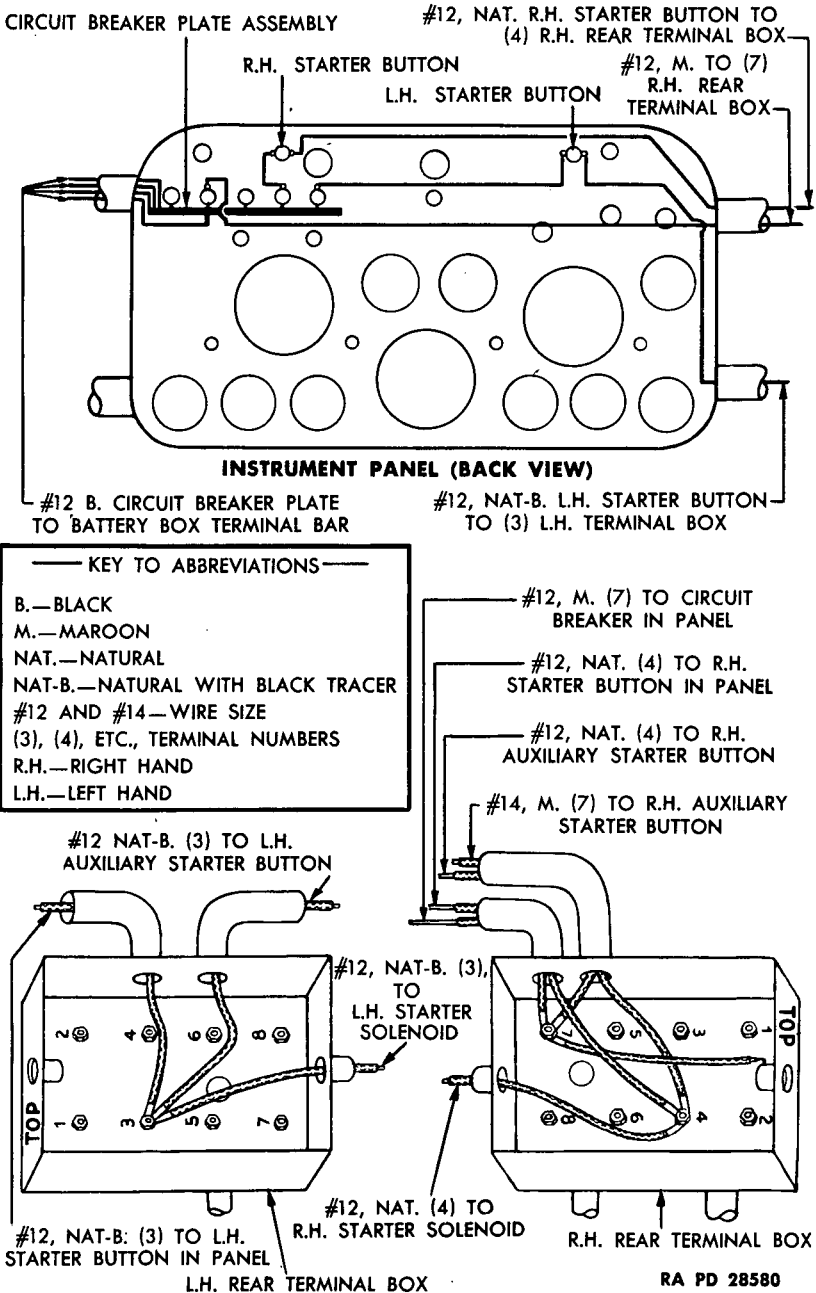 CIRCUIT BREAKER PLATE ASSEMBLY
#12, NAT. R.H. STARTER BUTTON TO
(4) R.H. REAR TERMINAL BOX
R.H. STARTER BUTTON
#12, M. TO (7)
R.H. REAR
TERMINAL BOX
L.H. STARTER BUTTON
INSTRUMENT PANEL (BACK VIEW)
#12 B. CIRCUIT BREAKER PLATE
TO BATTERY BOX TERMINAL BAR
#12, NAT-B. L.H. STARTER BUTTON
TO (3) L.H. TERMINAL BOX
KEY TO ABBREVIATIONS
B.—BLACK
M.—MAROON
NAT.—NATURAL
NAT-B.—NATURAL WITH BLACK TRACER
#12 AND #14—WIRE SIZE
(3), (4), ETC., TERMINAL NUMBERS
R.H.—RIGHT HAND
L.H.—LEFT HAND
#12, M. (7) TO CIRCUIT
BREAKER IN PANEL
#12, NAT. (4) TO R.H.
STARTER BUTTON IN PANEL
#12, NAT. (4) TO R.H.
AUXILIARY STARTER BUTTON
#14, M. (7) TO R.H. AUXILIARY
STARTER BUTTON
#12 NAT-B. (3) TO L.H.
AUXILIARY STARTER BUTTON
#12, NAT-B. (3),
TO
L.H. STARTER
SOLENOID
2 4 6 8
TOP
1 3 5 7
7 5 3 1
TOP
8 6 4 2
#12, NAT-B: (3) TO L.H.
STARTER BUTTON IN PANEL
#12, NAT. (4) TO
R.H. STARTER SOLENOID
L.H. REAR TERMINAL BOX
R.H. REAR TERMINAL BOX
RA PD 28580